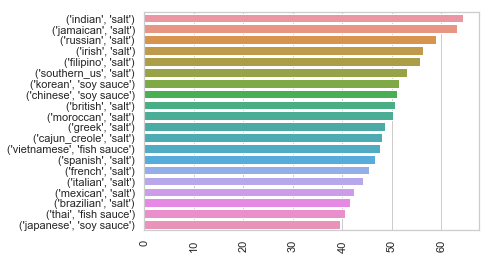 ('indian', 'salt')
('jamaican', 'salt')
('russian', 'salt')
('irish', 'salt')
('filipino', 'salt')
('southern_us', 'salt')
('korean', 'soy sauce')
('chinese', 'soy sauce')
('british', 'salt')
('moroccan', 'salt')
('greek', 'salt')
('cajun_creole', 'salt')
('vietnamese', 'fish sauce')
('spanish', 'salt')
('french', 'salt')
('italian', 'salt')
('mexican', 'salt')
('brazilian', 'salt')
('thai', 'fish sauce')
('japanese', 'soy sauce')
0 10 20 30 40 50 60